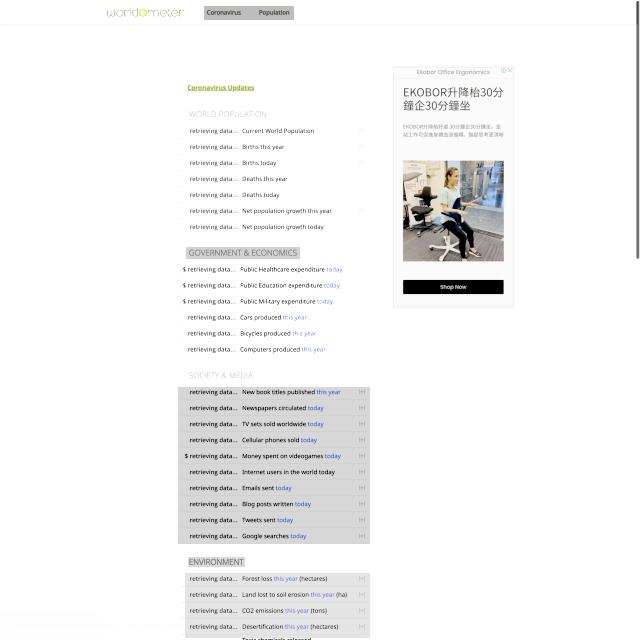 worldometer
Coronavirus Population
Coronavirus Updates
WORLD POPULATION
retrieving data... Current World Population [+]
retrieving data... Births this year [+]
retrieving data... Births today [+]
retrieving data... Deaths this year
retrieving data... Deaths today
retrieving data... Net population growth this year [+]
retrieving data... Net population growth today
GOVERNMENT & ECONOMICS
$ retrieving data... Public Healthcare expenditure today
$ retrieving data... Public Education expenditure today
$ retrieving data... Public Military expenditure today
retrieving data... Cars produced this year
retrieving data... Bicycles produced this year
retrieving data... Computers produced this year
SOCIETY & MEDIA
retrieving data... New book titles published this year [+]
retrieving data... Newspapers circulated today [+]
retrieving data... TV sets sold worldwide today [+]
retrieving data... Cellular phones sold today [+]
$ retrieving data... Money spent on videogames today [+]
retrieving data... Internet users in the world today [+]
retrieving data... Emails sent today [+]
retrieving data... Blog posts written today [+]
retrieving data... Tweets sent today [+]
retrieving data... Google searches today [+]
ENVIRONMENT
retrieving data... Forest loss this year (hectares) [+]
retrieving data... Land lost to soil erosion this year (ha) [+]
retrieving data... CO2 emissions this year (tons) [+]
retrieving data... Desertification this year (hectares) [+]
Toxic chemicals released
Ekobor Office Ergonomics
EKOBOR升降枱30分
鐘企30分鐘坐
Shop Now